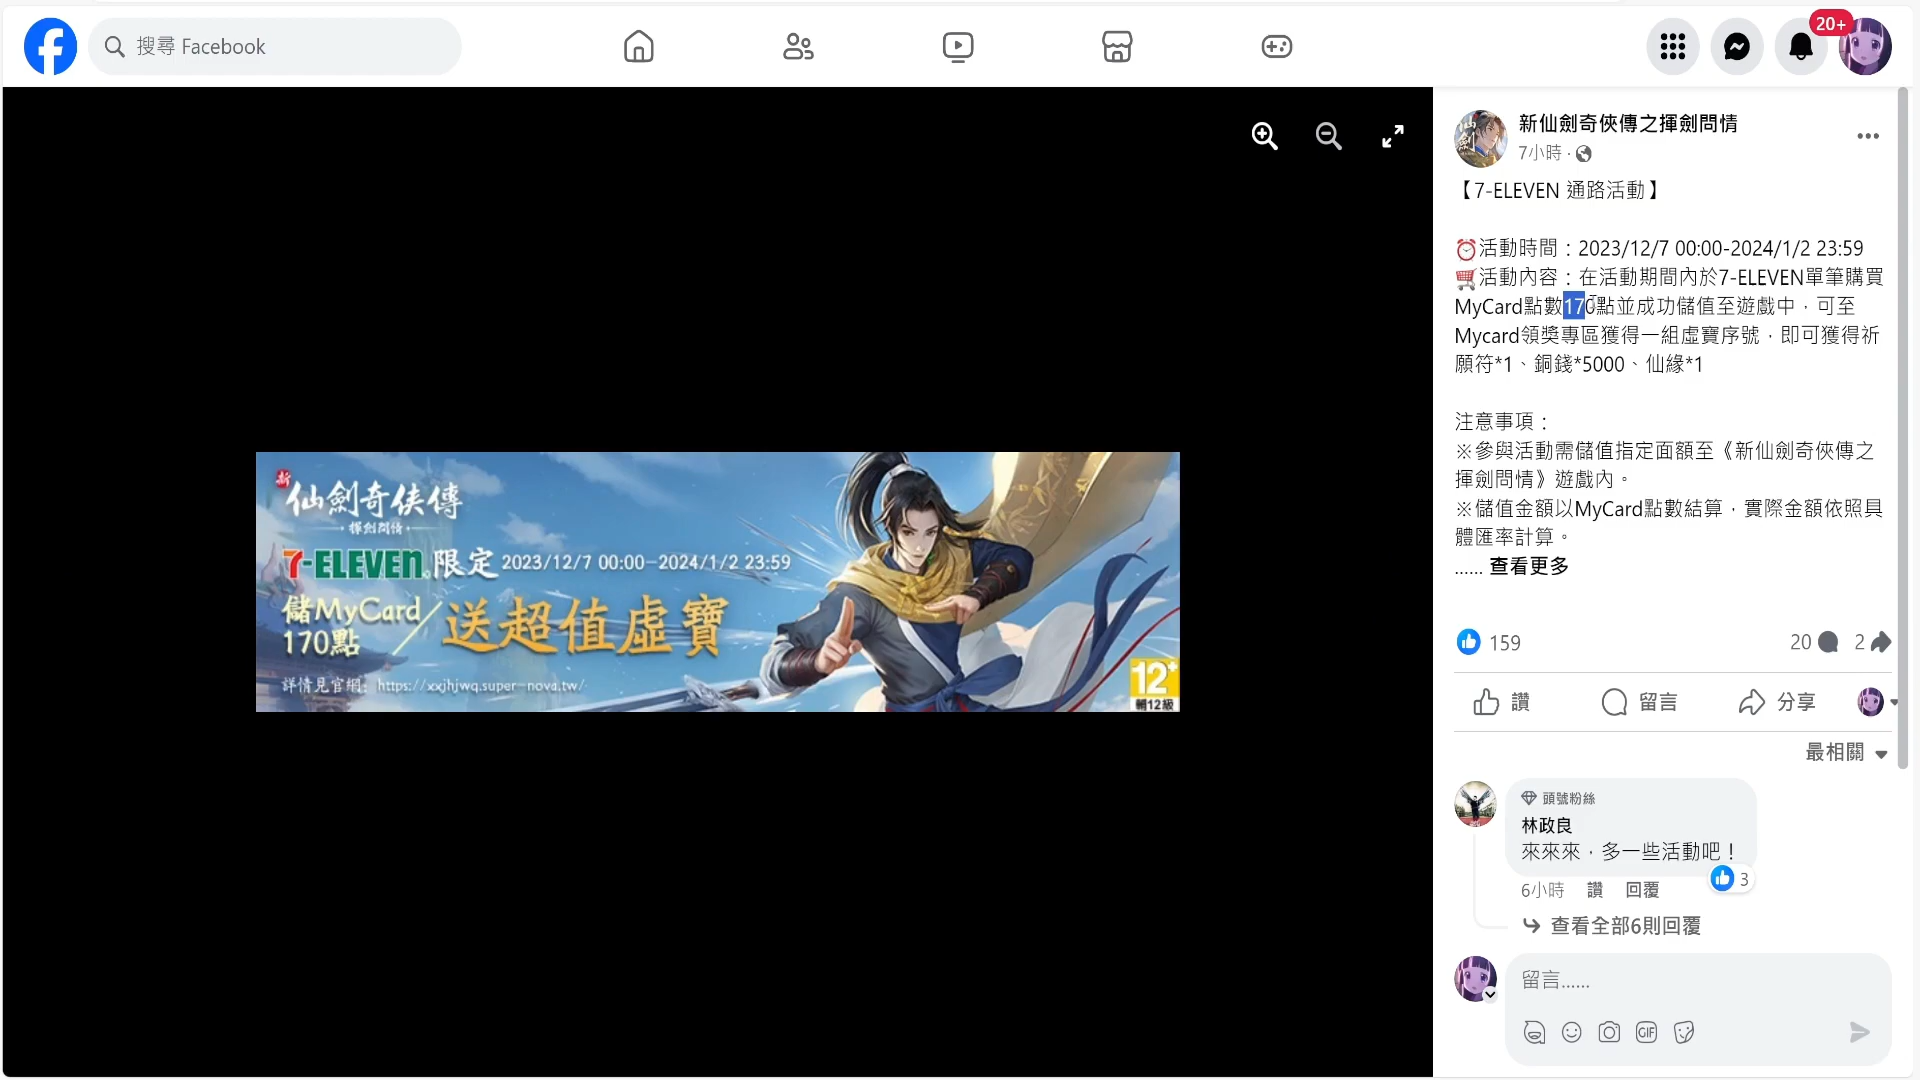 搜尋 Facebook
20+
新仙劍奇俠傳之揮劍問情
7小時 ·
【7-ELEVEN 通路活動】
活動時間：2023/12/7 00:00-2024/1/2 23:59
活動內容：在活動期間內於7-ELEVEN單筆購買
MyCard點數170點並成功儲值至遊戲中，可至
Mycard領獎專區獲得一組虛寶序號，即可獲得祈
願符*1、銅錢*5000、仙緣*1
注意事項：
※參與活動需儲值指定面額至《新仙劍奇俠傳之
揮劍問情》遊戲內。
※儲值金額以MyCard點數結算，實際金額依照具
體匯率計算。
...... 查看更多
159
20
2
讚
留言
分享
最相關
頭號粉絲
林政良
來來來，多一些活動吧！
3
6小時 讚 回覆
查看全部6則回覆
留言......
GIF
新
仙劍奇俠傳
·揮劍問情·
7-ELEVEN 限定 2023/12/7 00:00-2024/1/2 23:59
儲MyCard
170點
送超值虛寶
詳情見官網：https://xxjhjwq.super-nova.tw/
12+
輔12級